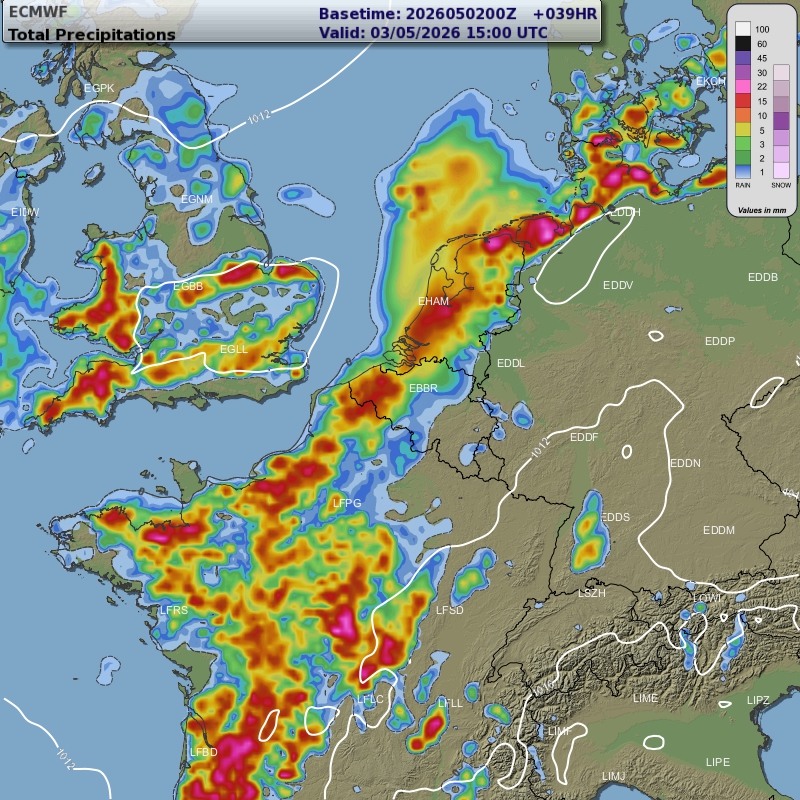 ECMWF
Basetime: 2026050200Z +039HR
Total Precipitations
Valid: 03/05/2026 15:00 UTC
100
60
45
30
22
15
10
5
3
2
1
RAIN
SNOW
Values in mm
EKCH
EGPK
1012
EIDW
EGNM
EDDH
EGBB
EDDB
EDDV
EHAM
EDDP
EGLL
EDDL
EBBR
EDDF
1012
EDDN
LFPG
EDDS
EDDM
LSZH
LOWI
LFRS
LFSD
1016
LFLC
LFLL
LIME
LIPZ
LIMF
LFBD
1012
LIPE
LIMJ